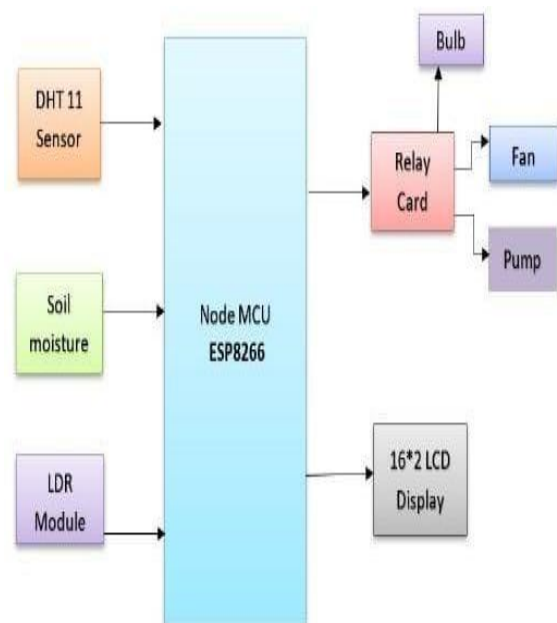 DHT 11
Sensor
Soil
moisture
LDR
Module
Node MCU
ESP8266
Bulb
Relay
Card
Fan
Pump
16*2 LCD
Display